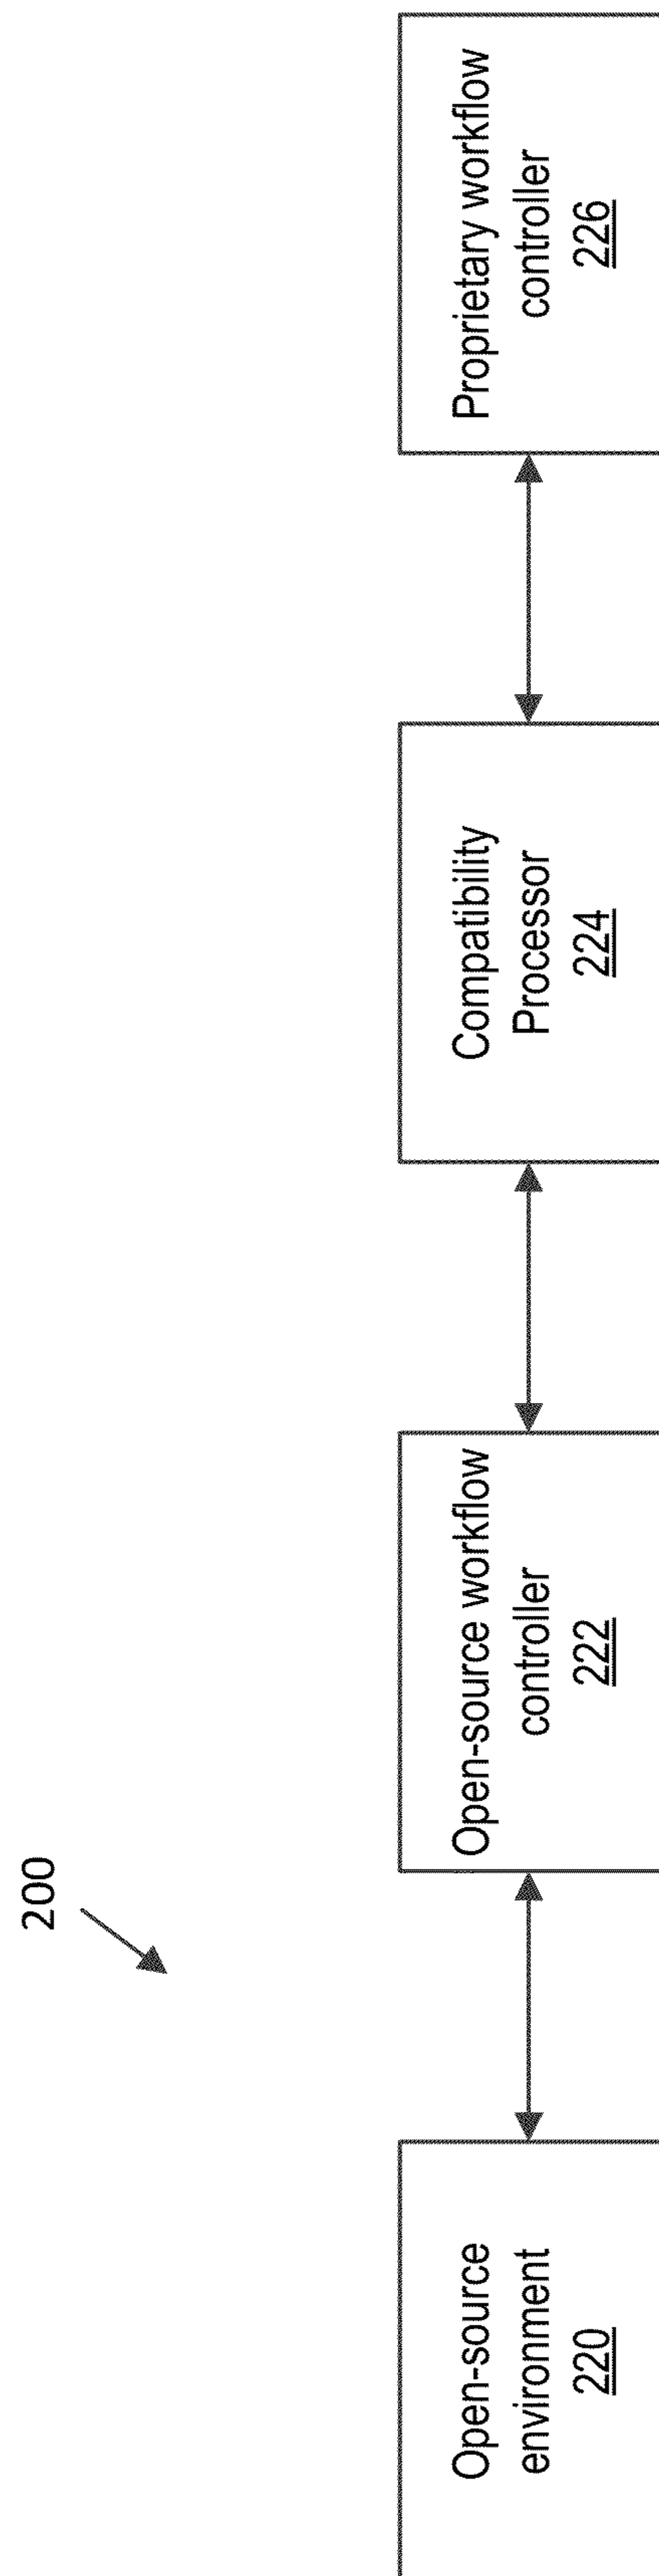 200
Open-source
environment
220
Open-source workflow
controller
222
Compatibility
Processor
224
Proprietary workflow
controller
226